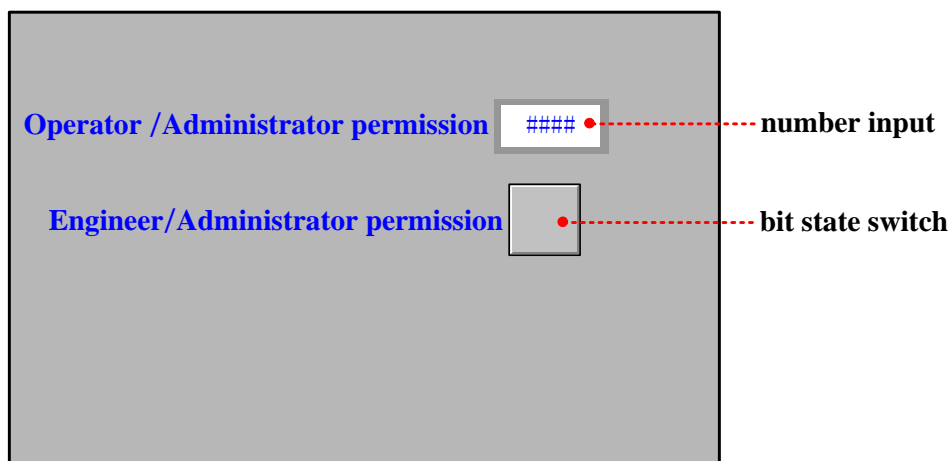 Operator /Administrator permission #### number input
Engineer/Administrator permission bit state switch